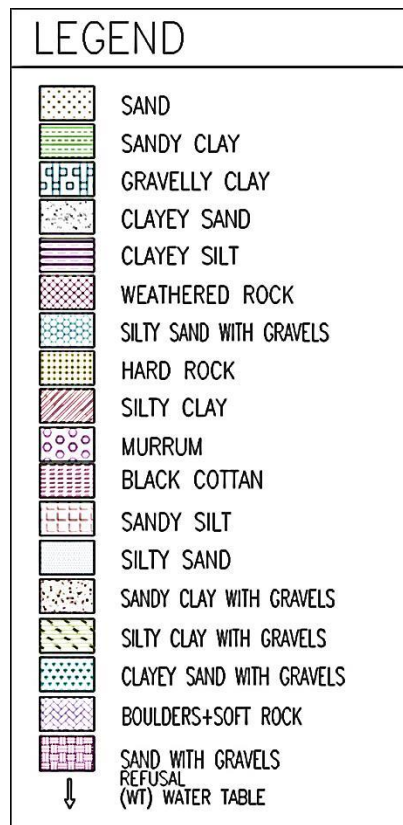 LEGEND
SAND
SANDY CLAY
GRAVELLY CLAY
CLAYEY SAND
CLAYEY SILT
WEATHERED ROCK
SILTY SAND WITH GRAVELS
HARD ROCK
SILTY CLAY
MURRUM
BLACK COTTAN
SANDY SILT
SILTY SAND
SANDY CLAY WITH GRAVELS
SILTY CLAY WITH GRAVELS
CLAYEY SAND WITH GRAVELS
BOULDERS+SOFT ROCK
SAND WITH GRAVELS
REFUSAL
(WT) WATER TABLE